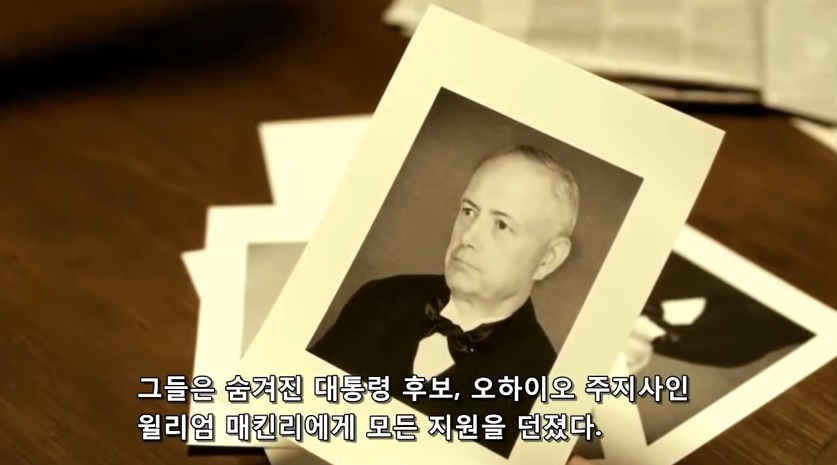 그들은 숨겨진 대통령 후보, 오하이오 주지사인
윌리엄 매킨리에게 모든 지원을 던졌다.